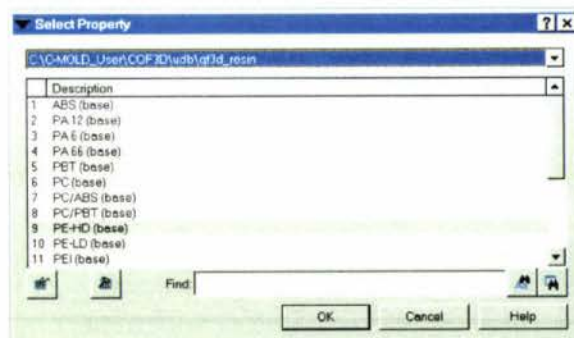 Select Property
C:\C-MOLD_User\COF3D\udb\qf3d_resin
Description
1 ABS (base)
2 PA 12 (base)
3 PA 6 (base)
4 PA 66 (base)
5 PBT (base)
6 PC (base)
7 PC/ABS (base)
8 PC/PBT (base)
9 PE-HD (base)
10 PE-LD (base)
11 PEI (base)
Find:
OK Cancel Help